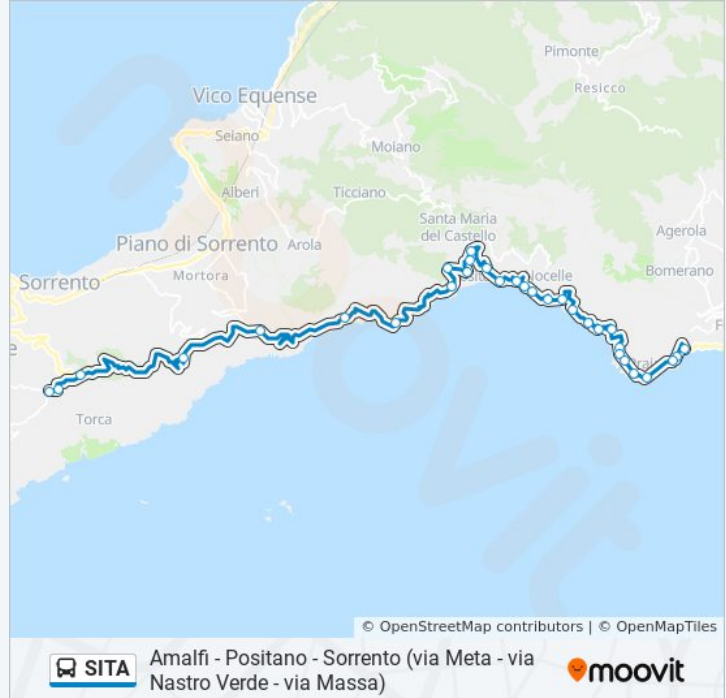 Pimonte
Resicco
Vico Equense
Seiano
Moiano
Alberi
Ticciano
Santa Maria
del Castello
Agerola
Piano di Sorrento
Arola
Bomerano
Sorrento
Mortora
Nocelle
Torca
© OpenStreetMap contributors | © OpenMapTiles
SITA
Amalfi - Positano - Sorrento (via Meta - via
Nastro Verde - via Massa)
moovit